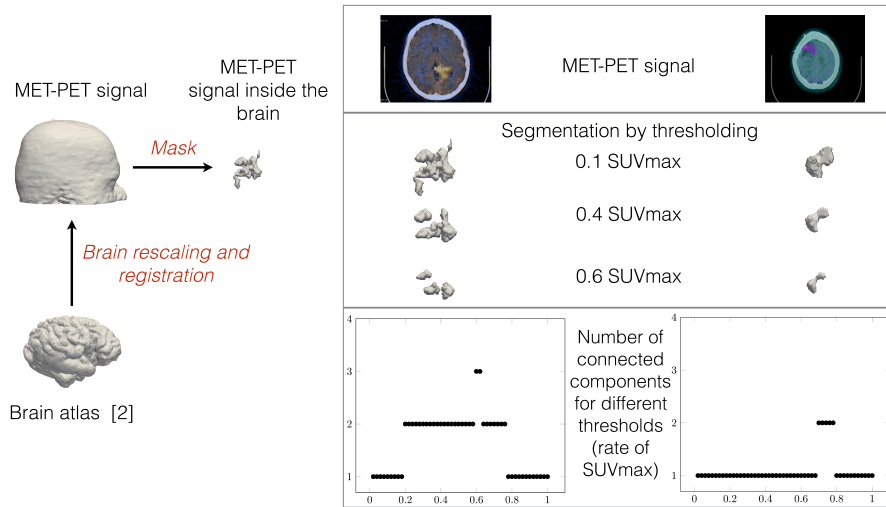 MET-PET signal
MET-PET
signal inside the
brain
Mask
Brain rescaling and
registration
Brain atlas [2]
MET-PET signal
Segmentation by thresholding
0.1 SUVmax
0.4 SUVmax
0.6 SUVmax
4
3
2
1
0
0.2
0.4
0.6
0.8
1
Number of
connected
components
for different
thresholds
(rate of
SUVmax)
4
3
2
1
0
0.2
0.4
0.6
0.8
1